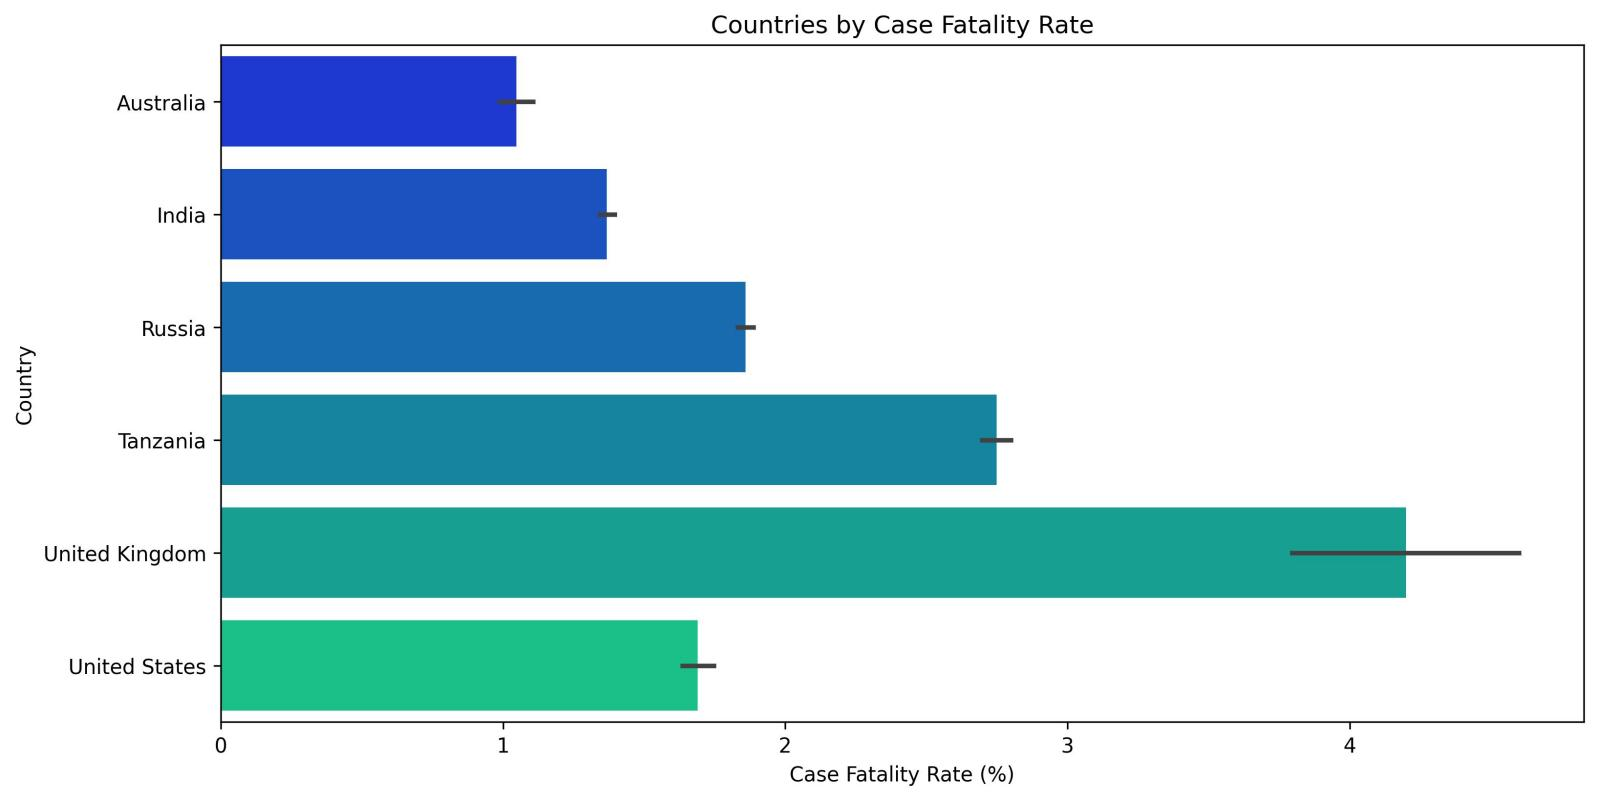 Countries by Case Fatality Rate
Country
Australia
India
Russia
Tanzania
United Kingdom
United States
0 1 2 3 4
Case Fatality Rate (%)